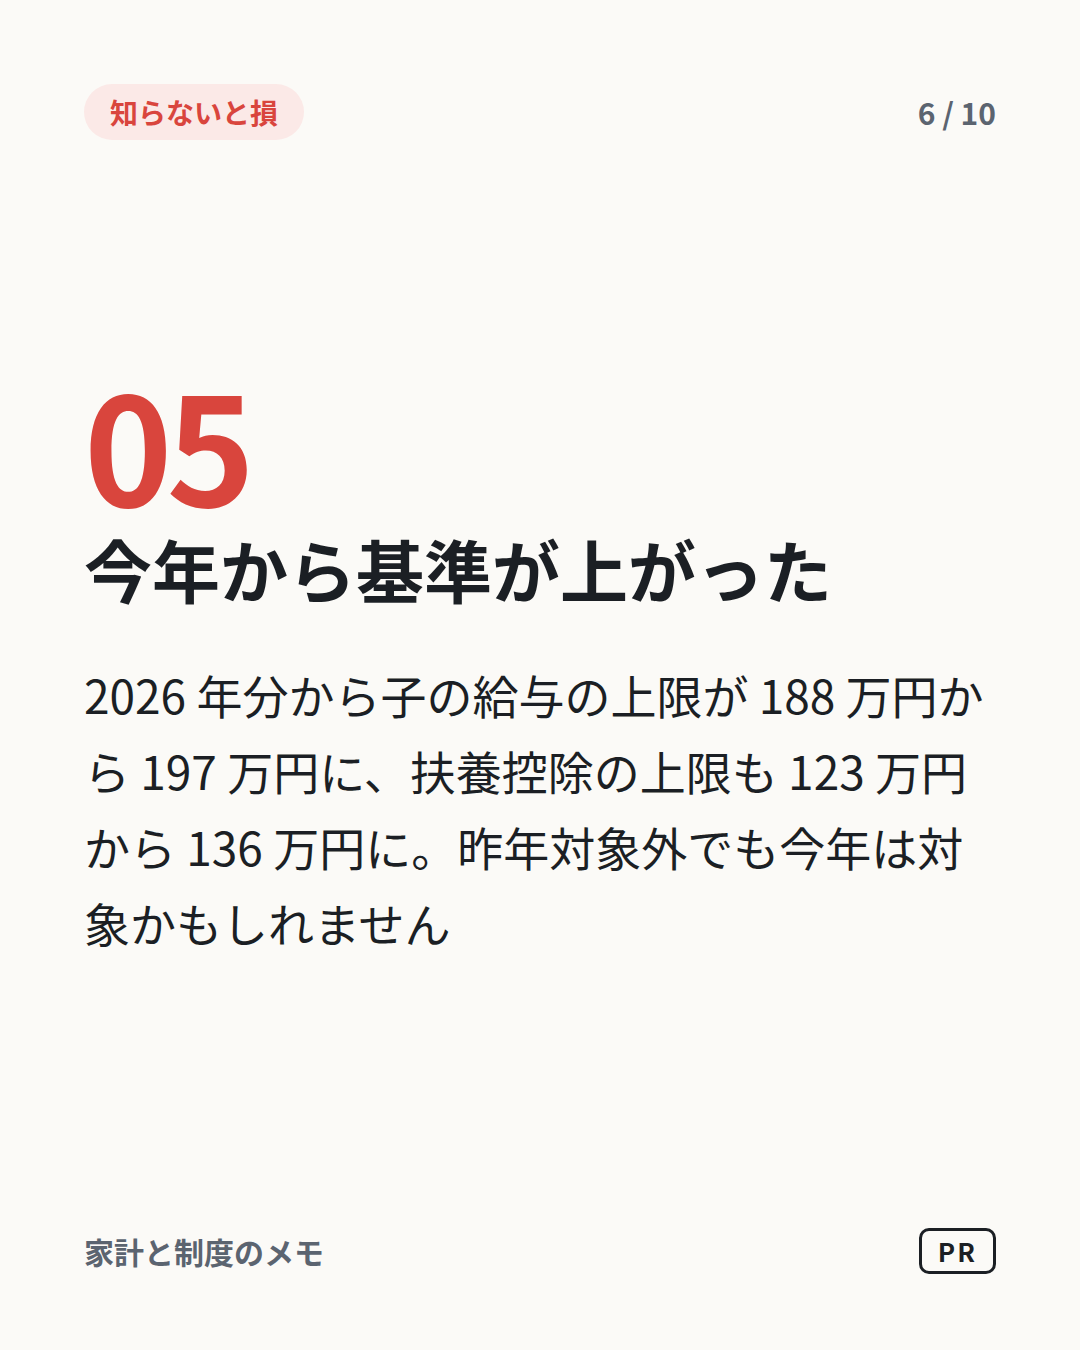 知らないと損
6 / 10
05
今年から基準が上がった
2026 年分から子の給与の上限が 188 万円か
ら 197 万円に、扶養控除の上限も 123 万円
から 136 万円に。昨年対象外でも今年は対
象かもしれません
家計と制度のメモ
PR